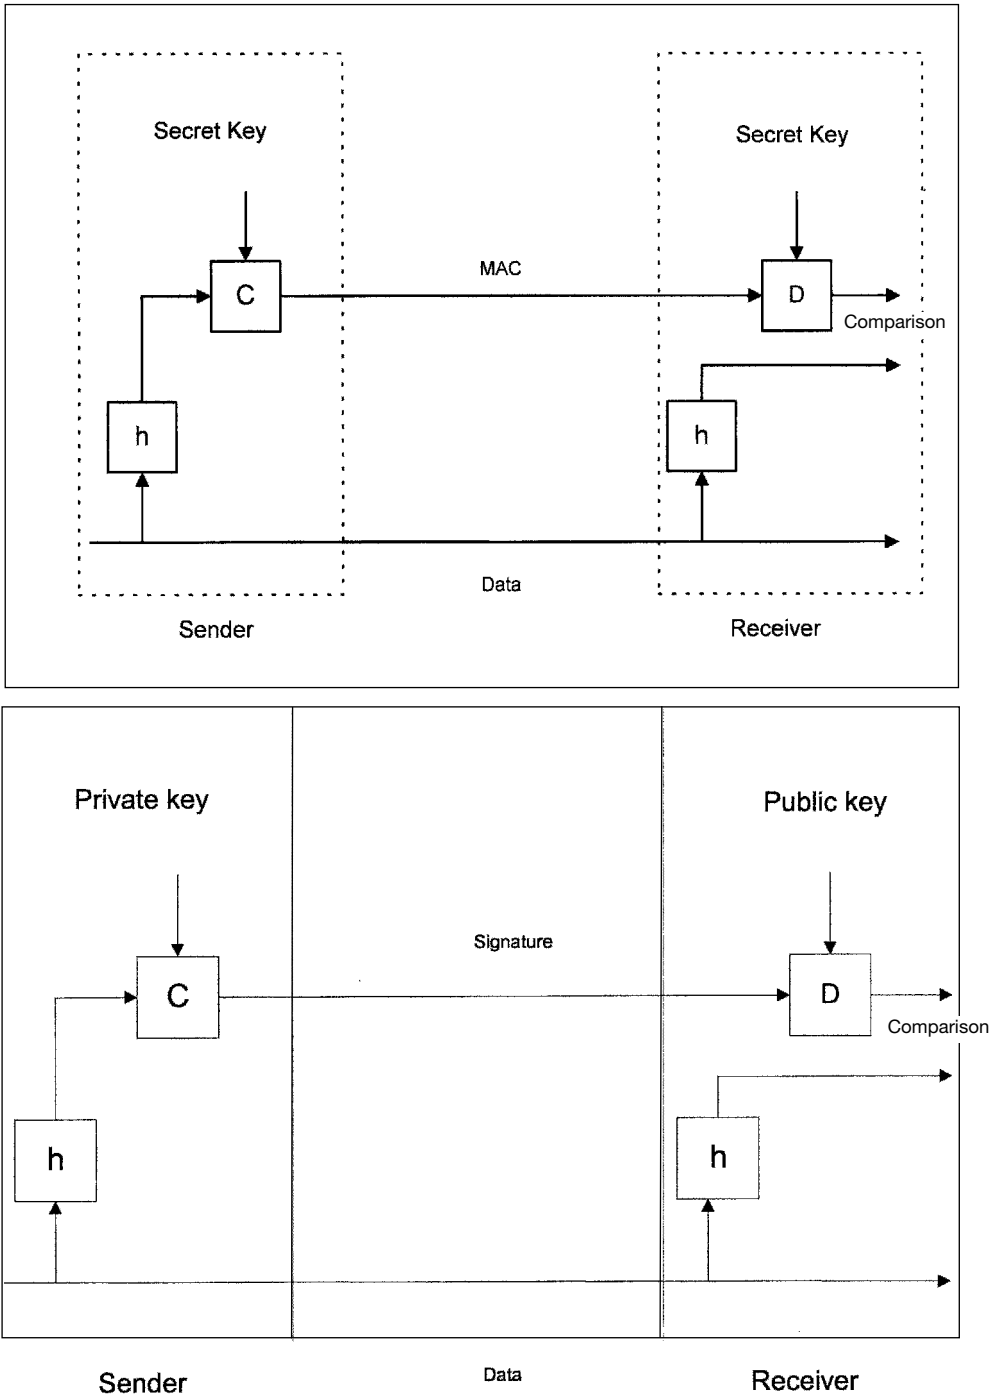 Secret Key
Secret Key
MAC
C
D
Comparison
h
h
Data
Sender
Receiver
Private key
Public key
Signature
C
D
Comparison
h
h
Sender
Data
Receiver